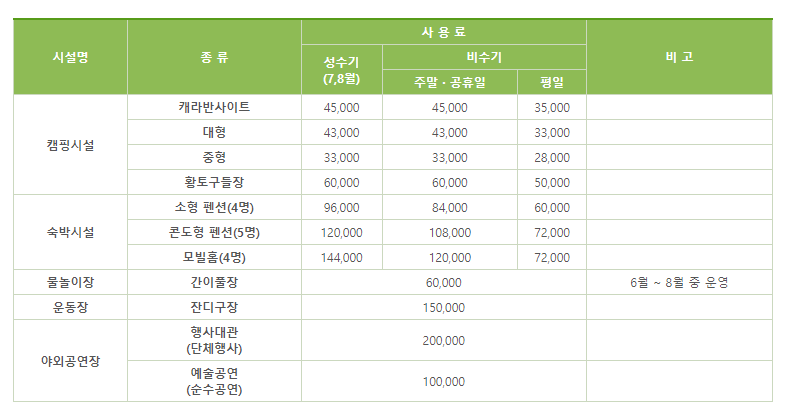 시설명 종 류 사 용 료 비 고
성수기
(7,8월) 비수기
주말 · 공휴일 평일
캠핑시설 캐라반사이트 45,000 45,000 35,000
대형 43,000 43,000 33,000
중형 33,000 33,000 28,000
황토구들장 60,000 60,000 50,000
숙박시설 소형 펜션(4명) 96,000 84,000 60,000
콘도형 펜션(5명) 120,000 108,000 72,000
모빌홈(4명) 144,000 120,000 72,000
물놀이장 간이풀장 60,000 6월 ~ 8월 중 운영
운동장 잔디구장 150,000
야외공연장 행사대관
(단체행사) 200,000
예술공연
(순수공연) 100,000